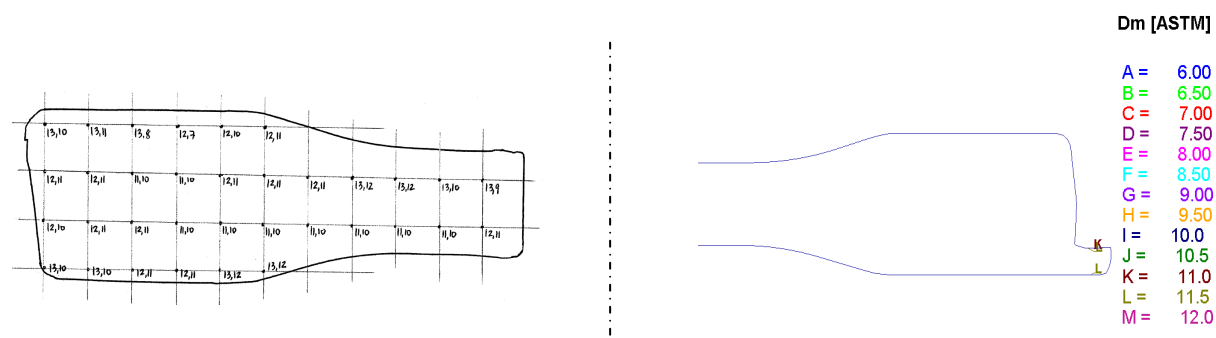 Dm [ASTM]
A = 6.00
B = 6.50
C = 7.00
D = 7.50
E = 8.00
F = 8.50
G = 9.00
H = 9.50
I = 10.0
J = 10.5
K = 11.0
L = 11.5
M = 12.0
13,10 13,11 13,8 12,7 12,10 12,11
12,11 12,11 11,10 11,10 12,11 12,11 12,11 13,12 13,12 13,10 13,9
12,10 12,11 12,11 11,10 11,10 11,10 11,10 11,10 11,10 11,10 12,11
13,10 13,10 12,11 12,11 13,12 13,12
K
L